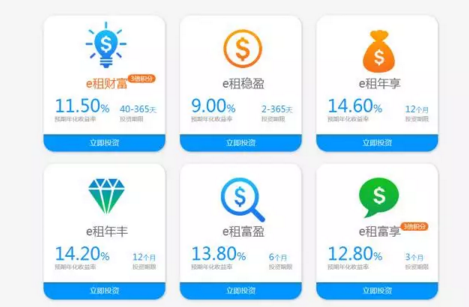 e租财富 5倍积分
11.50% 40-365天
预期年化收益率 投资期限
立即投资
e租稳盈
9.00% 2-365天
预期年化收益率 投资期限
立即投资
e租年享
14.60% 12个月
预期年化收益率 投资期限
立即投资
e租年丰
14.20% 12个月
预期年化收益率 投资期限
立即投资
e租富盈
13.80% 6个月
预期年化收益率 投资期限
立即投资
e租富享 5倍积分
12.80% 3个月
预期年化收益率 投资期限
立即投资